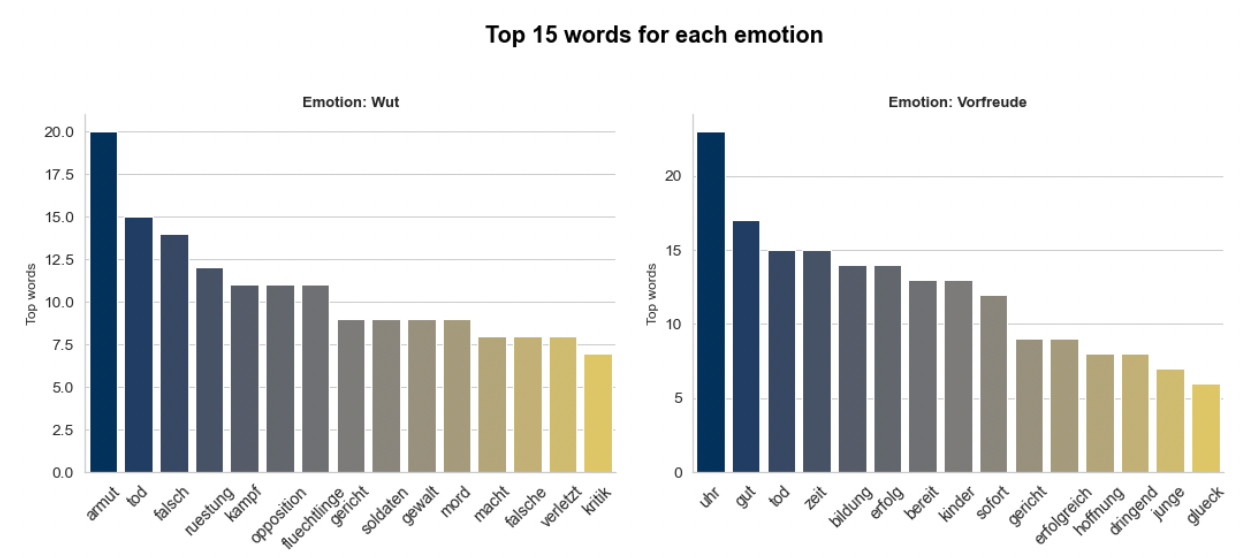 Top 15 words for each emotion
Emotion: Wut
Top words
20.0
17.5
15.0
12.5
10.0
7.5
5.0
2.5
0.0
armut
tod
falsch
ruestung
kampf
opposition
fluechtlinge
gericht
soldaten
gewalt
mord
macht
falsche
verletzt
kritik
Emotion: Vorfreude
Top words
20
15
10
5
0
uhr
gut
tod
zeit
bildung
erfolg
bereit
kinder
sofort
gericht
erfolgreich
hoffnung
dringend
junge
glueck